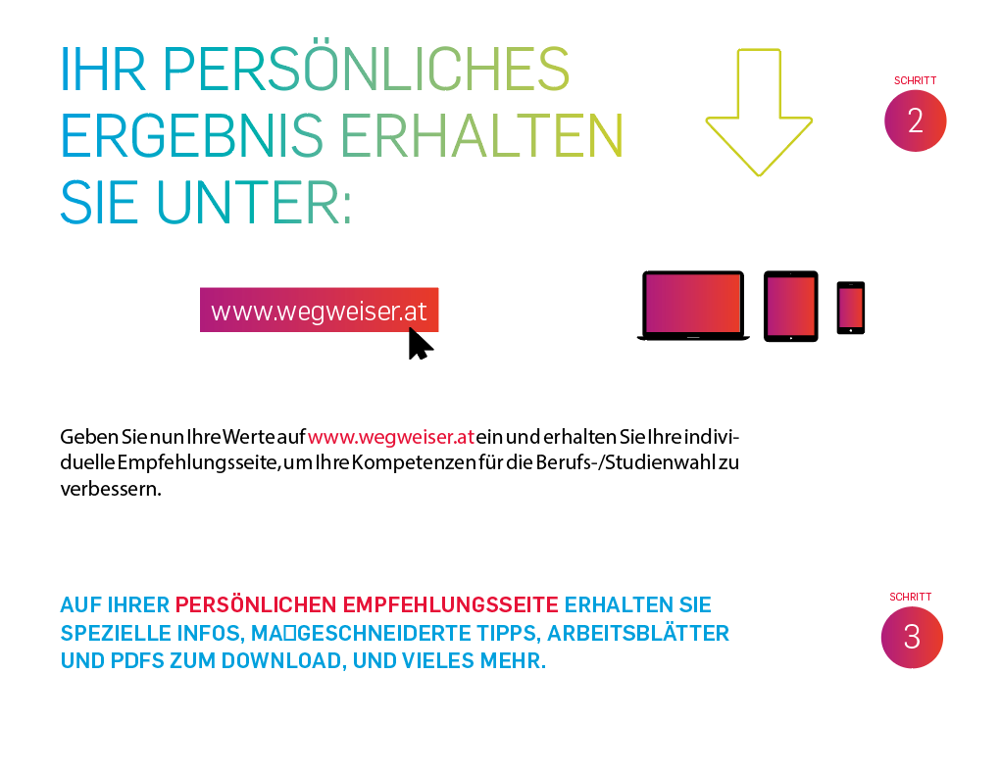 IHR PERSÖNLICHES
ERGEBNIS ERHALTEN
SIE UNTER:
SCHRITT
2
www.wegweiser.at
Geben Sie nun Ihre Werte auf www.wegweiser.at ein und erhalten Sie Ihre indivi-
duelle Empfehlungsseite, um Ihre Kompetenzen für die Berufs-/Studienwahl zu
verbessern.
AUF IHRER PERSÖNLICHEN EMPFEHLUNGSSEITE ERHALTEN SIE
SPEZIELLE INFOS, MA□GESCHNEIDERTE TIPPS, ARBEITSBLÄTTER
UND PDFS ZUM DOWNLOAD, UND VIELES MEHR.
SCHRITT
3